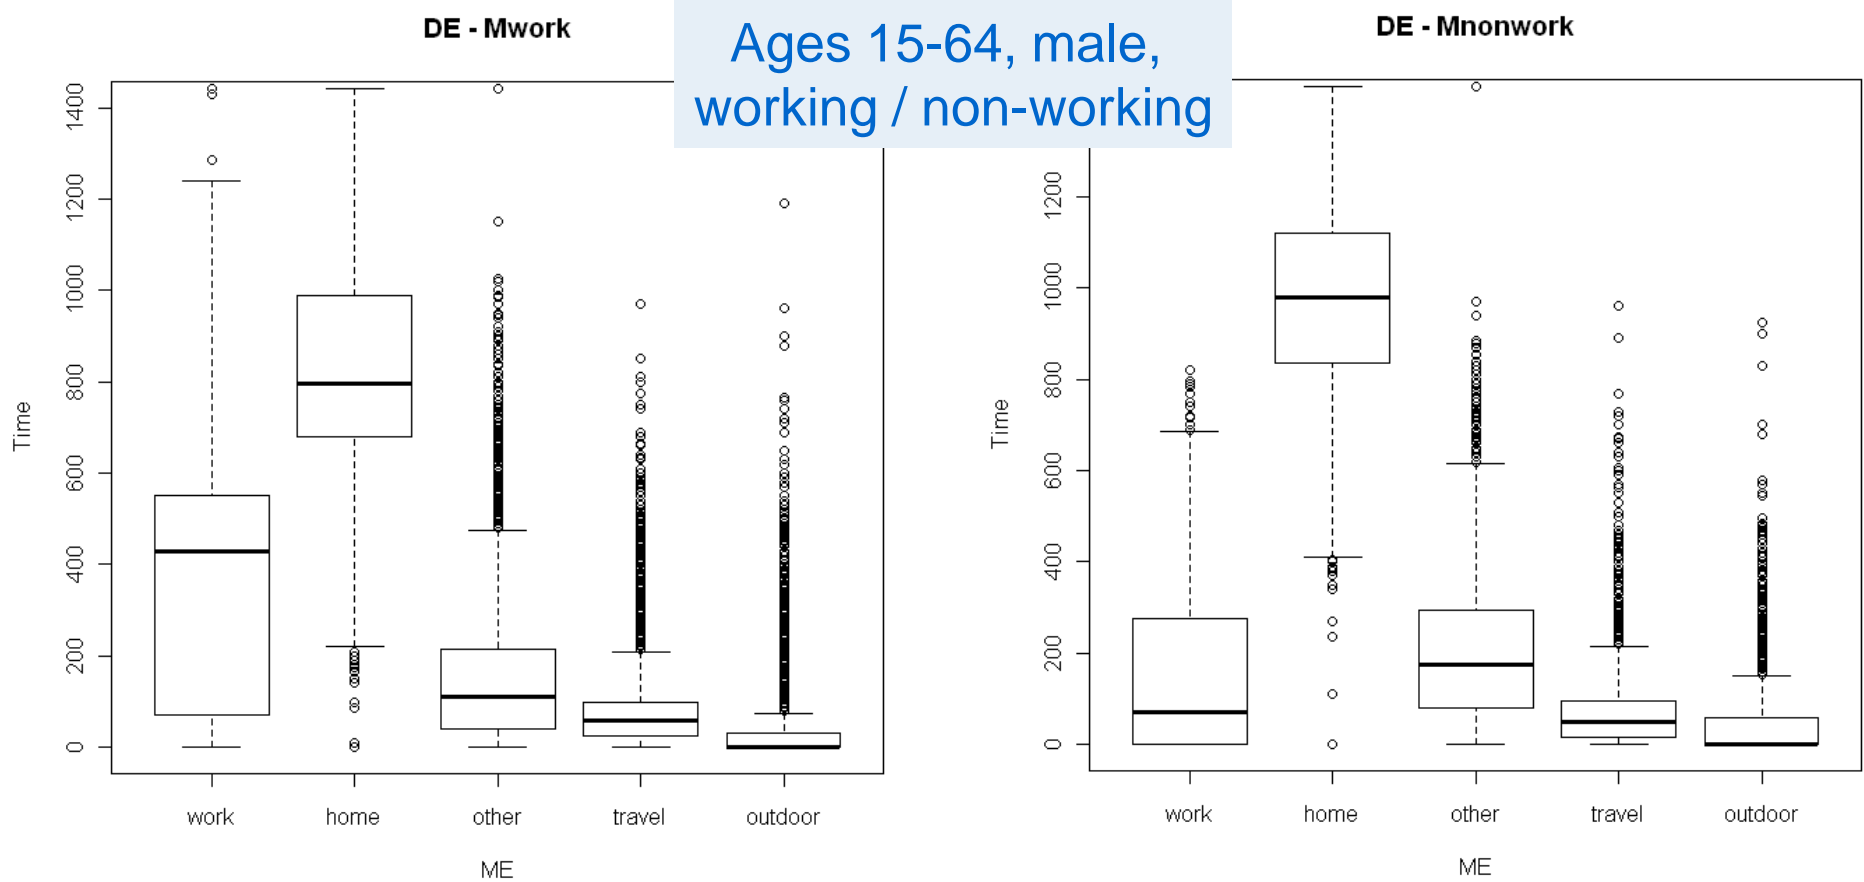 DE - Mwork
Ages 15-64, male,
working / non-working
DE - Mnonwork
Time
0
200
400
600
800
1000
1200
1400
work home other travel outdoor
ME
Time
0
200
400
600
800
1000
1200
work home other travel outdoor
ME